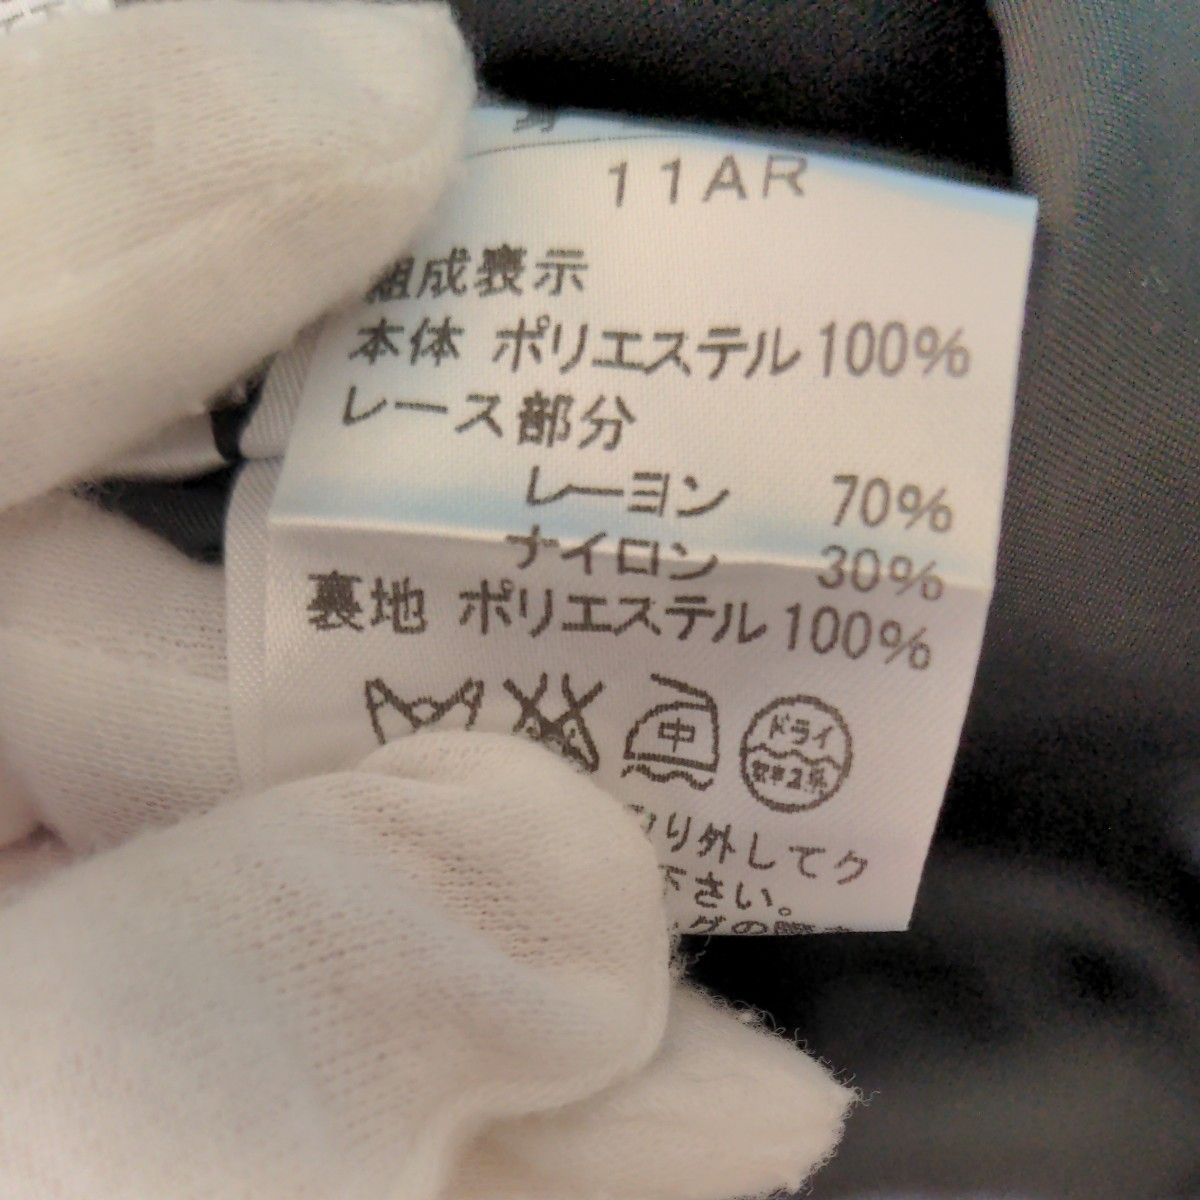 11AR
組成表示
本体 ポリエステル 100%
レース部分
レーヨン 70%
ナイロン 30%
裏地 ポリエステル 100%
中
ドライ
り外してク
下さい。
グの